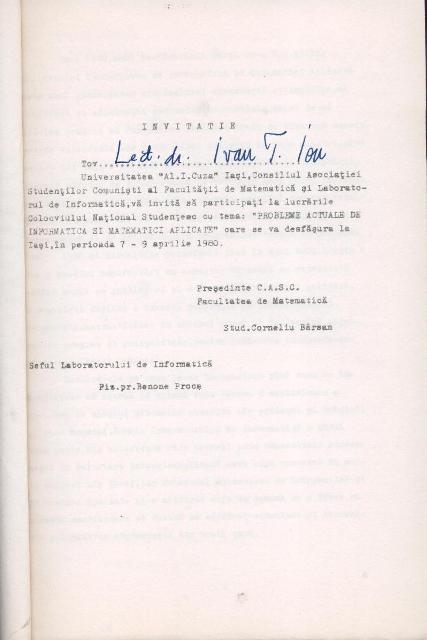 INVITATIE
Tov. Lect. dr. Ivan T. Ion
Universitatea "Al.I.Cuza" Iaşi,Consiliul Asociaţiei
Studenţilor Comunişti al Facultăţii de Matematică şi Laborato-
rul de Informatică,vă invită să participaţi la lucrările
Colocviului Naţional Studenţesc cu tema: "PROBLEME ACTUALE DE
INFORMATICA SI MATEMATICI APLICATE" care se va desfăşura la
Iaşi,în perioada 7 - 9 aprilie 1980.
Preşedinte C.A.S.C.
Facultatea de Matematică
Stud.Corneliu Bârsan
Seful Laboratorului de Informatică
Fiz.pr.Benone Proce